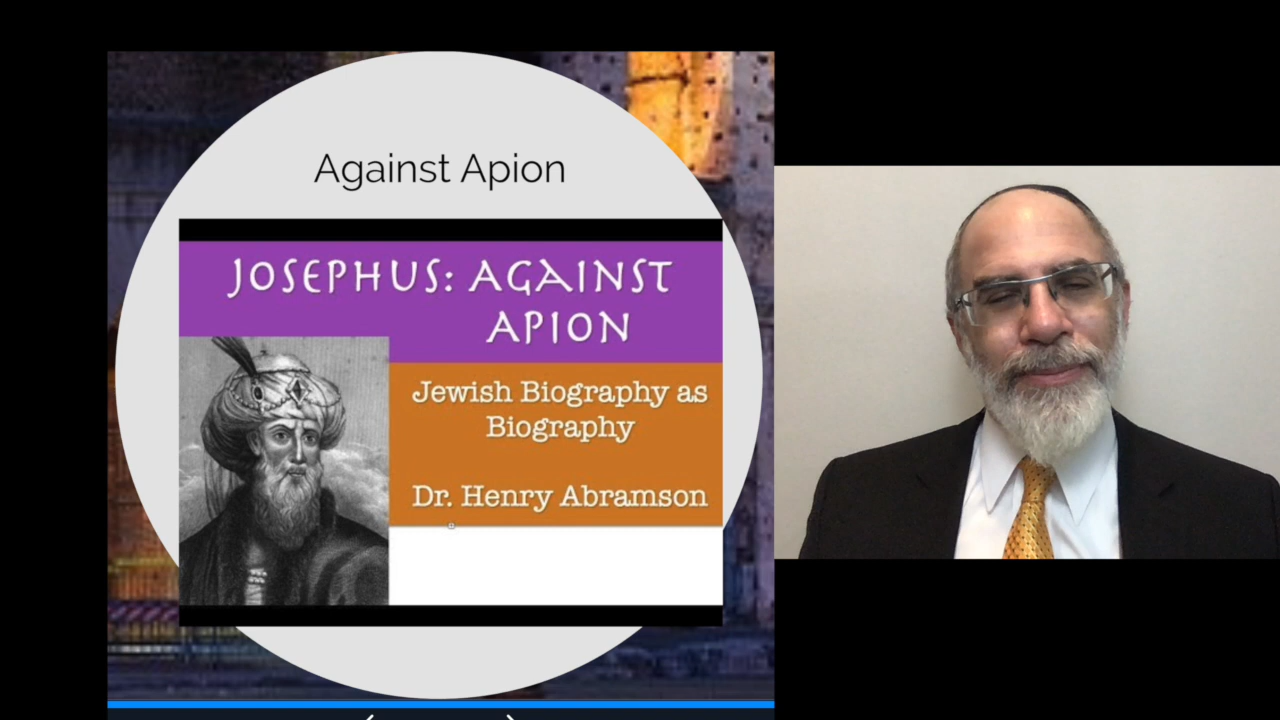 Against Apion
JOSEPHUS: AGAINST
APION
Jewish Biography as
Biography
Dr. Henry Abramson